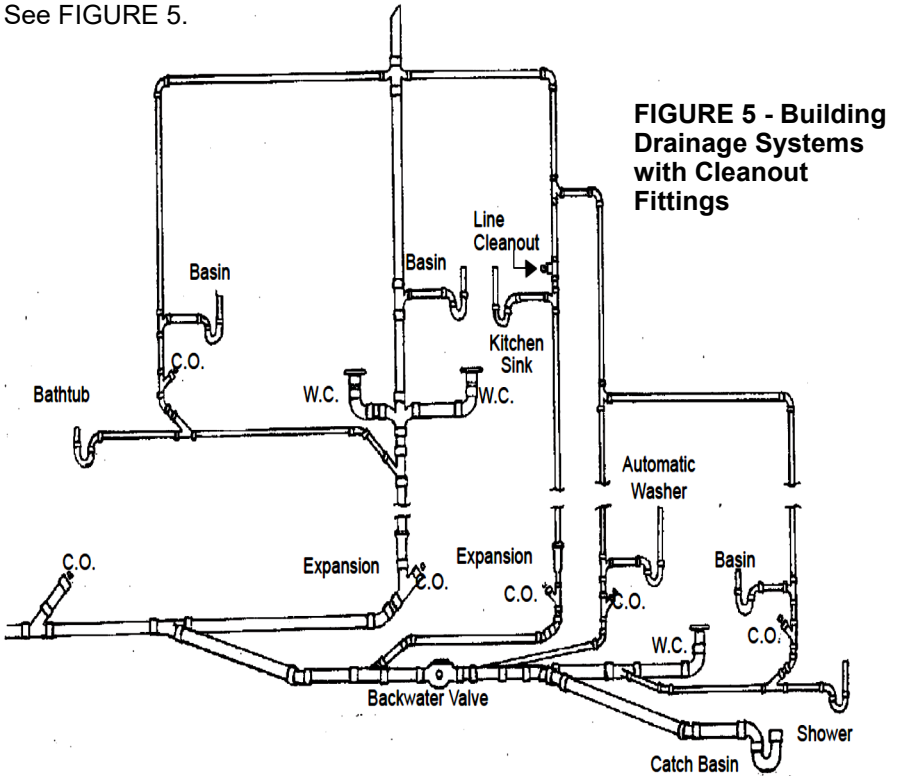 See FIGURE 5.
FIGURE 5 - Building
Drainage Systems
with Cleanout
Fittings
Line
Cleanout
Basin
Basin
Kitchen
Sink
C.O.
Bathtub
W.C.
W.C.
Automatic
Washer
Expansion
Expansion
Basin
C.O.
C.O.
C.O.
C.O.
C.O.
W.C.
Backwater Valve
Shower
Catch Basin